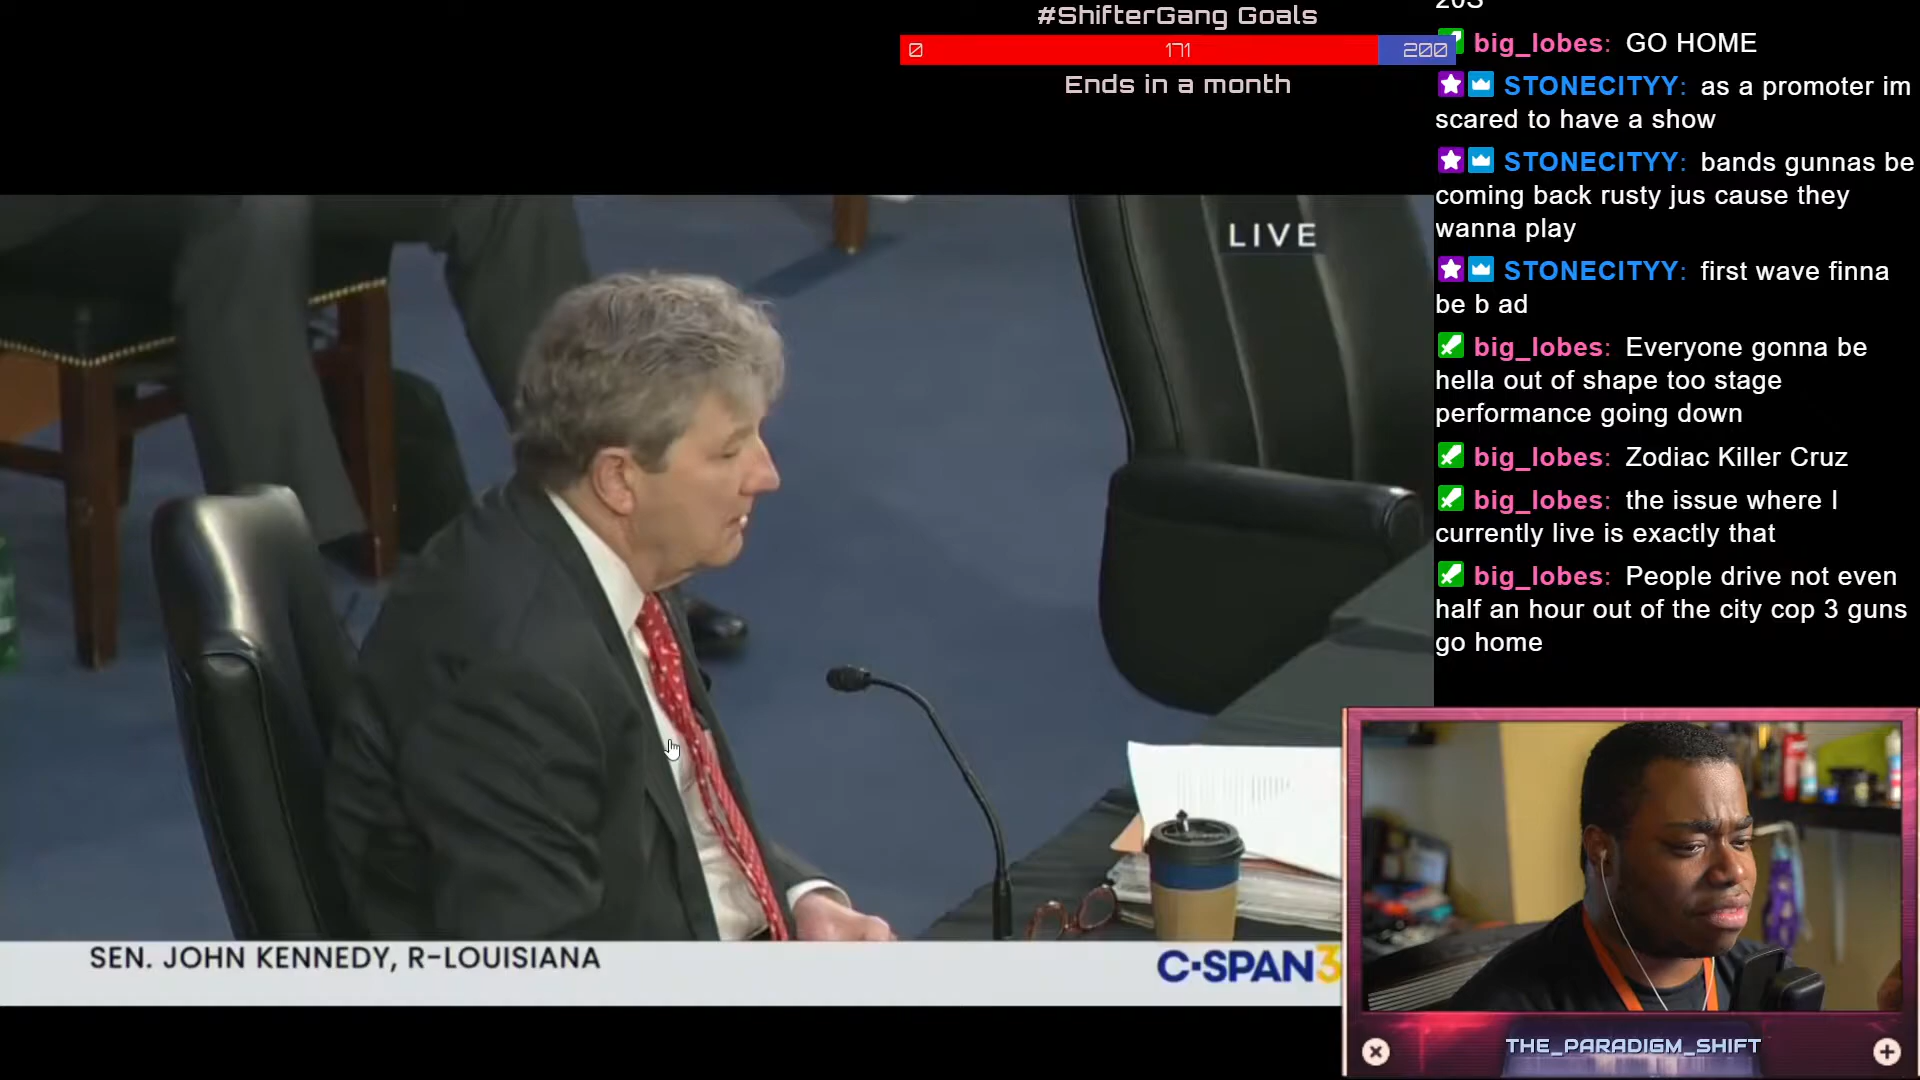 #ShifterGang Goals
0 171 200
Ends in a month
big_lobes: GO HOME
STONECITYY: as a promoter im
scared to have a show
STONECITYY: bands gunnas be
coming back rusty jus cause they
wanna play
STONECITYY: first wave finna
be b ad
big_lobes: Everyone gonna be
hella out of shape too stage
performance going down
big_lobes: Zodiac Killer Cruz
big_lobes: the issue where I
currently live is exactly that
big_lobes: People drive not even
half an hour out of the city cop 3 guns
go home
LIVE
SEN. JOHN KENNEDY, R-LOUISIANA
C-SPAN3
THE_PARADIGM_SHIFT